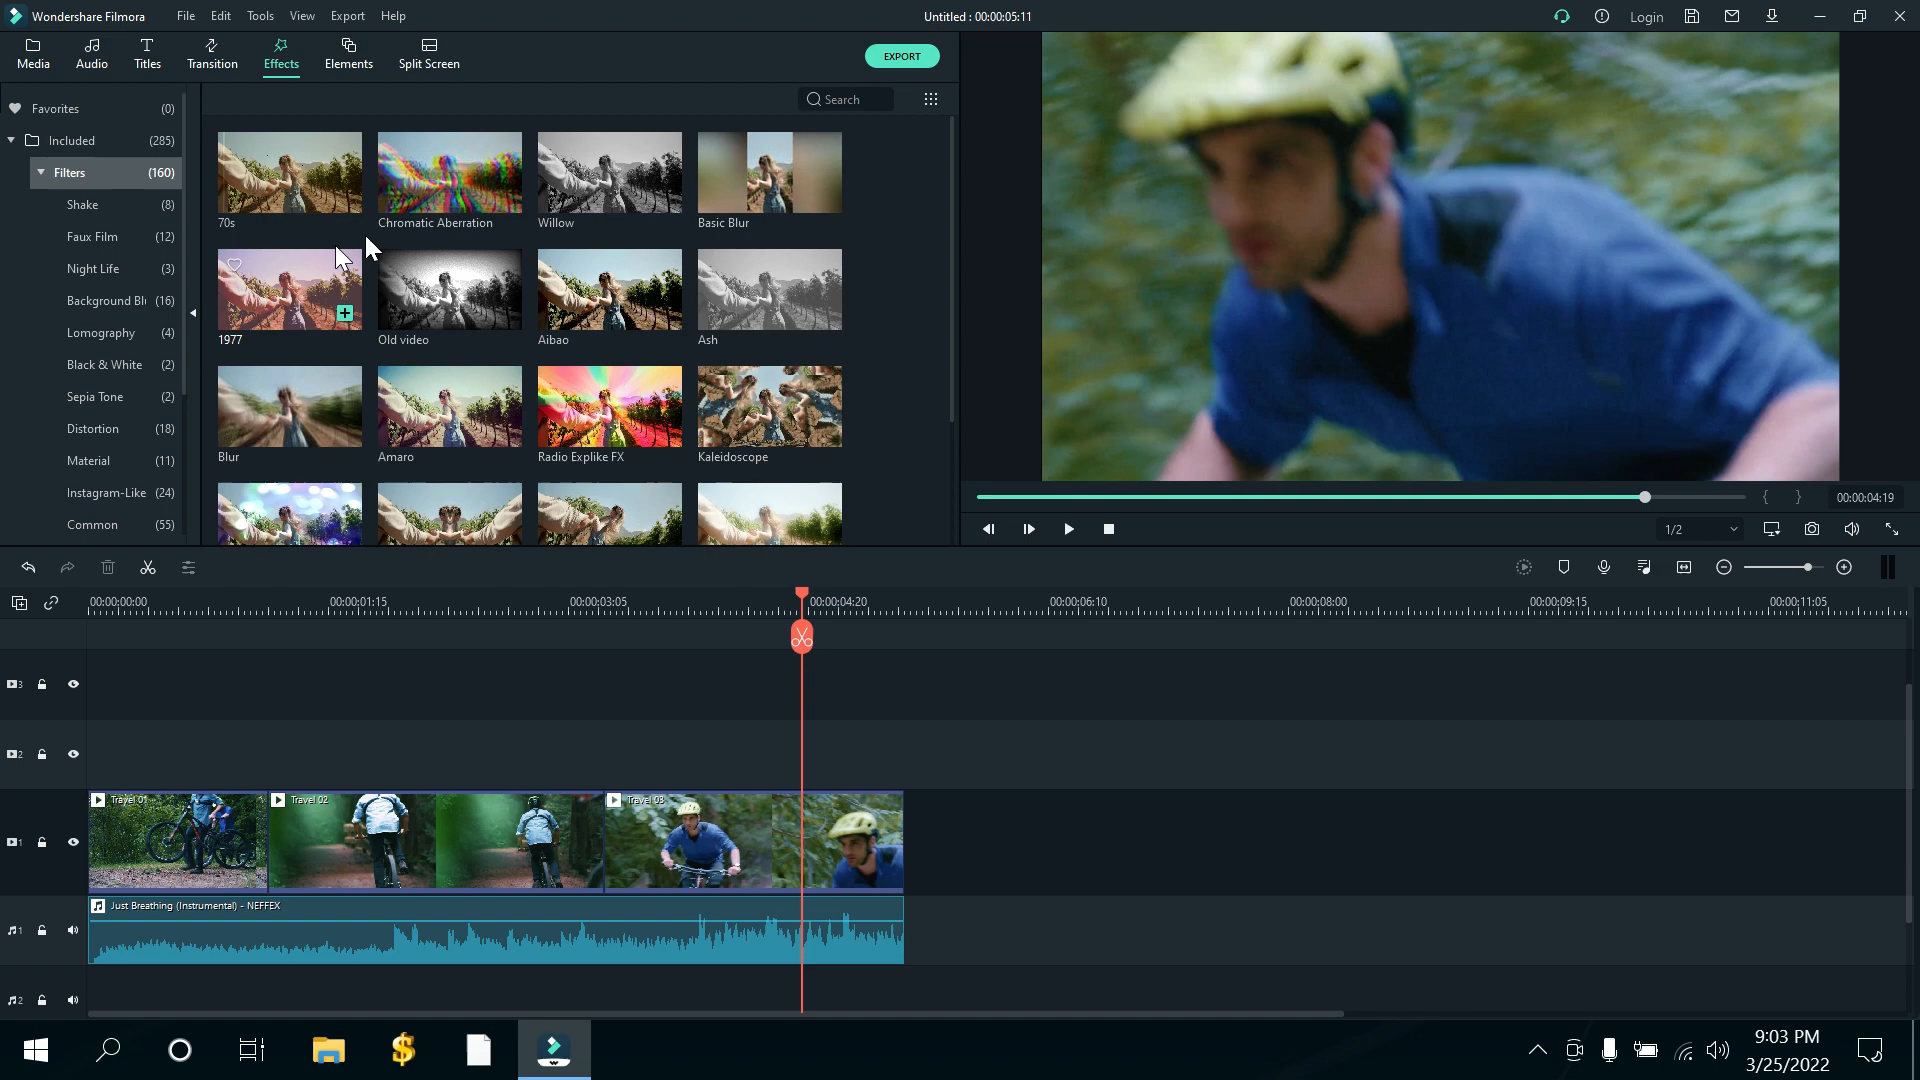 Wondershare Filmora
File Edit Tools View Export Help
Untitled : 00:00:05:11
Login
Media Audio Titles Transition Effects Elements Split Screen
EXPORT
Favorites (0)
Included (285)
Filters (160)
Shake (8)
Faux Film (12)
Night Life (3)
Background Bl (16)
Lomography (4)
Black & White (2)
Sepia Tone (2)
Distortion (18)
Material (11)
Instagram-Like (24)
Common (55)
Search
70s Chromatic Aberration Willow Basic Blur
1977 Old video Aibao Ash
Blur Amaro Radio Explike FX Kaleidoscope
{ } 00:00:04:19
1/2
00:00:00:00 00:00:01:15 00:00:03:05 00:00:04:20 00:00:06:10 00:00:08:00 00:00:09:15 00:00:11:05
3
2
1
Travel 01 Travel 02 Travel 03
1
Just Breathing (Instrumental) - NEFFEX
2
9:03 PM
3/25/2022